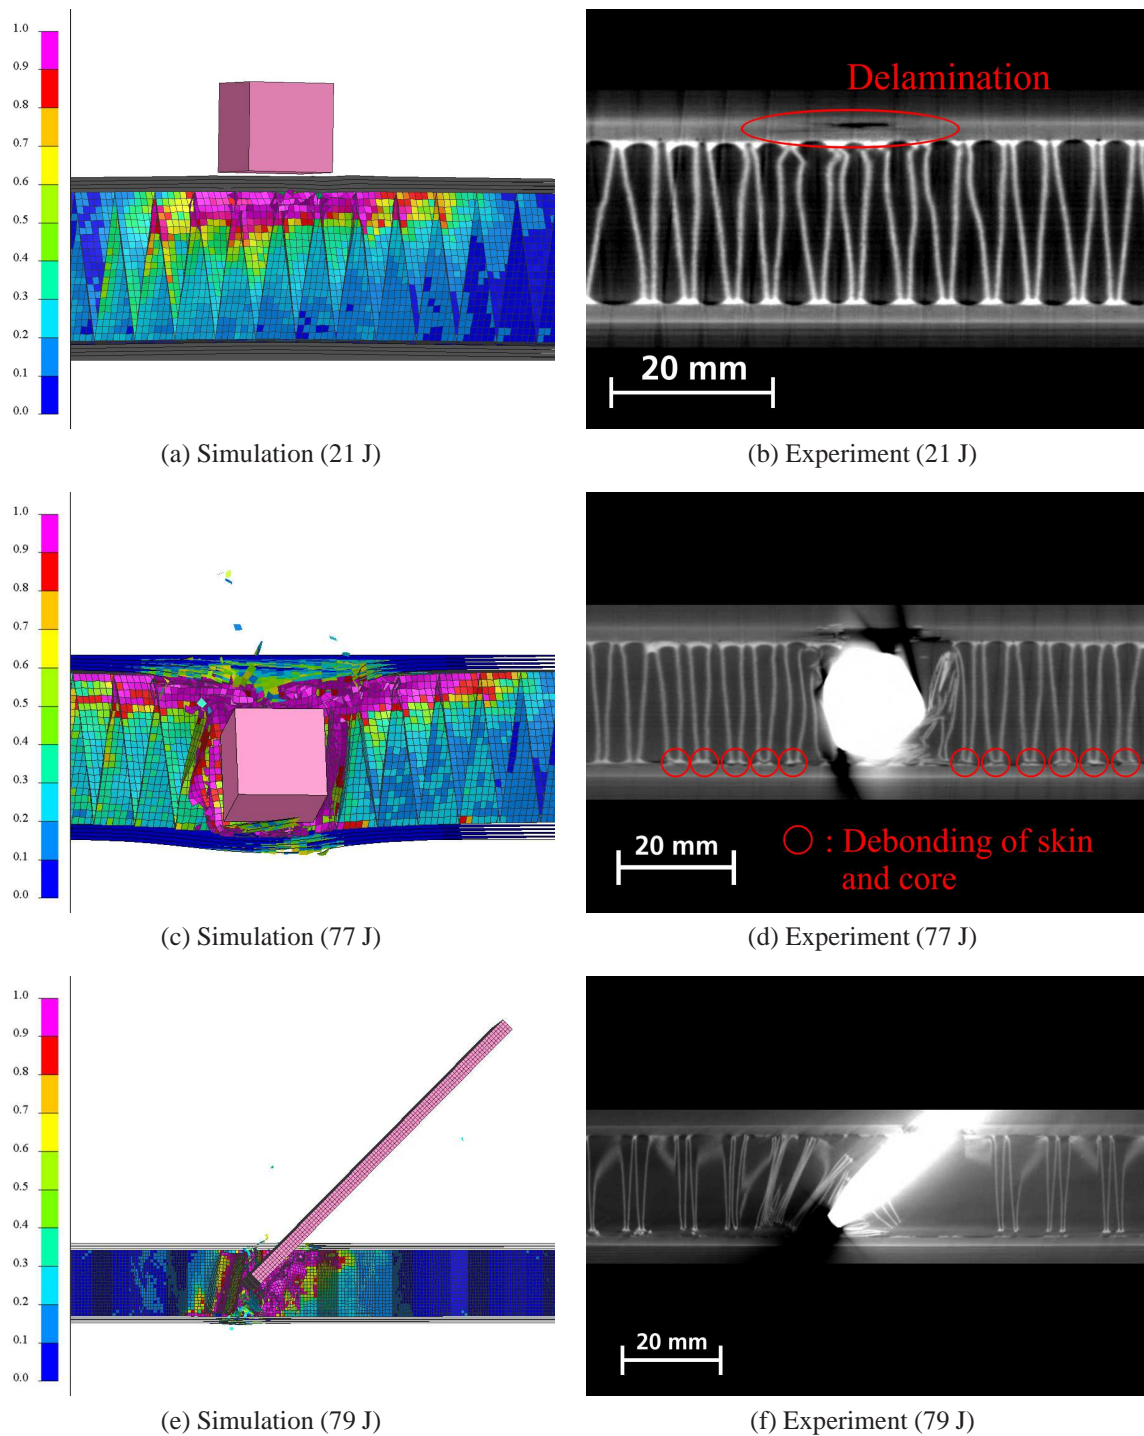 1.0
0.9
0.8
0.7
0.6
0.5
0.4
0.3
0.2
0.1
0.0
Delamination
20 mm
(a) Simulation (21 J)
(b) Experiment (21 J)
1.0
0.9
0.8
0.7
0.6
0.5
0.4
0.3
0.2
0.1
0.0
20 mm
: Debonding of skin
and core
(c) Simulation (77 J)
(d) Experiment (77 J)
1.0
0.9
0.8
0.7
0.6
0.5
0.4
0.3
0.2
0.1
0.0
20 mm
(e) Simulation (79 J)
(f) Experiment (79 J)